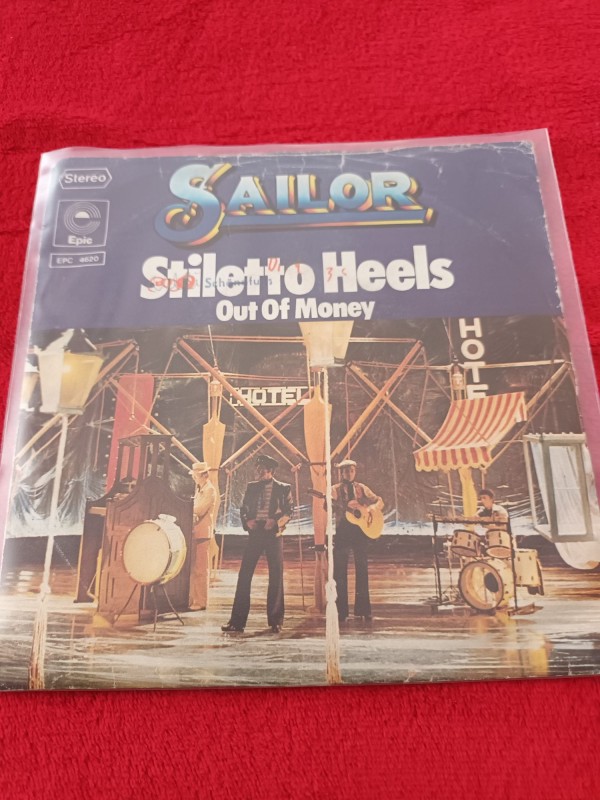 Stereo
SAILOR
Epic
EPC 4620
Stiletto Heels
Out Of Money
HOTEL
HOTE